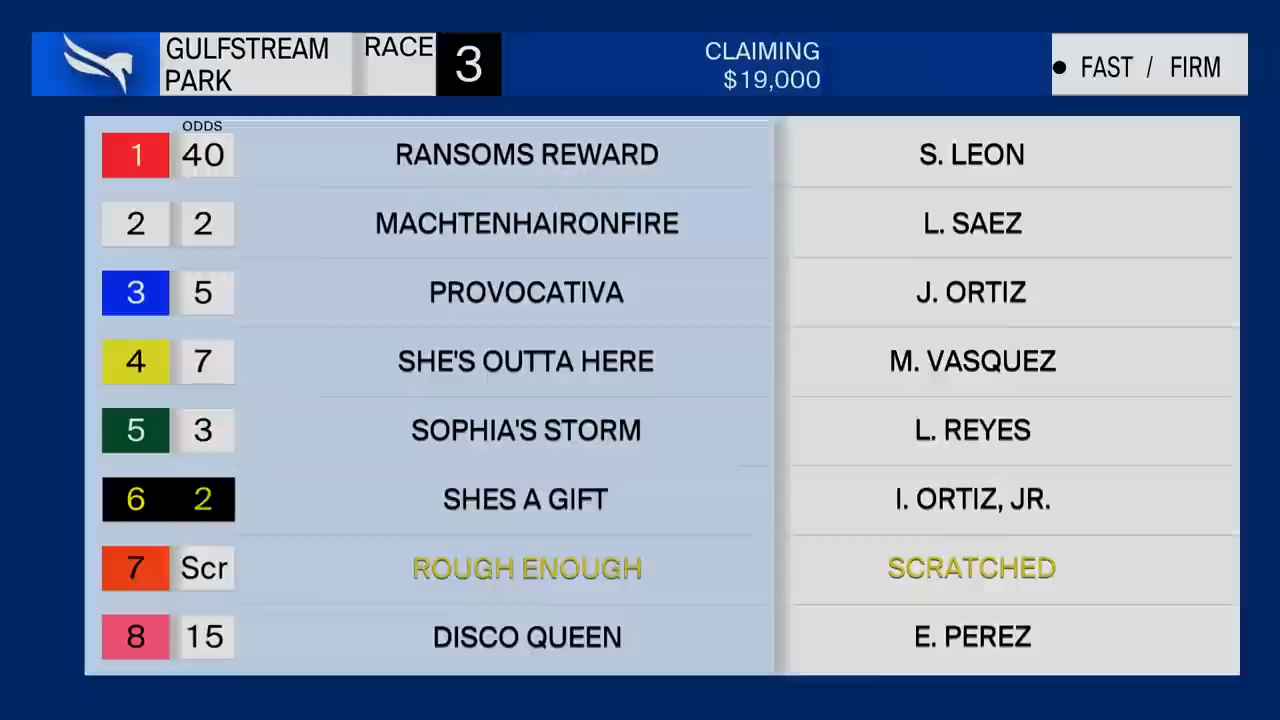 GULFSTREAM PARK
RACE 3
CLAIMING
$19,000
● FAST / FIRM
ODDS
1 40 RANSOMS REWARD S. LEON
2 2 MACHTENHAIRONFIRE L. SAEZ
3 5 PROVOCATIVA J. ORTIZ
4 7 SHE'S OUTTA HERE M. VASQUEZ
5 3 SOPHIA'S STORM L. REYES
6 2 SHES A GIFT I. ORTIZ, JR.
7 Scr ROUGH ENOUGH SCRATCHED
8 15 DISCO QUEEN E. PEREZ